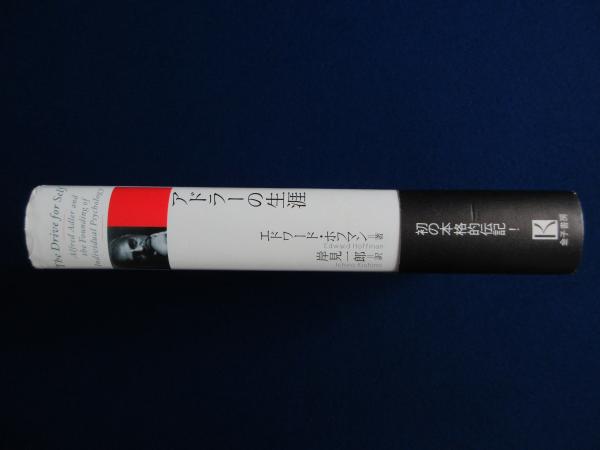 The Drive for Self
Alfred Adler and
the Founding of
Individual Psychology
アドラーの生涯
エドワード・ホフマン=著
Edward Hoffman
岸見一郎=訳
Ichiro Kishimi
初の本格的伝記!
K
金子書房